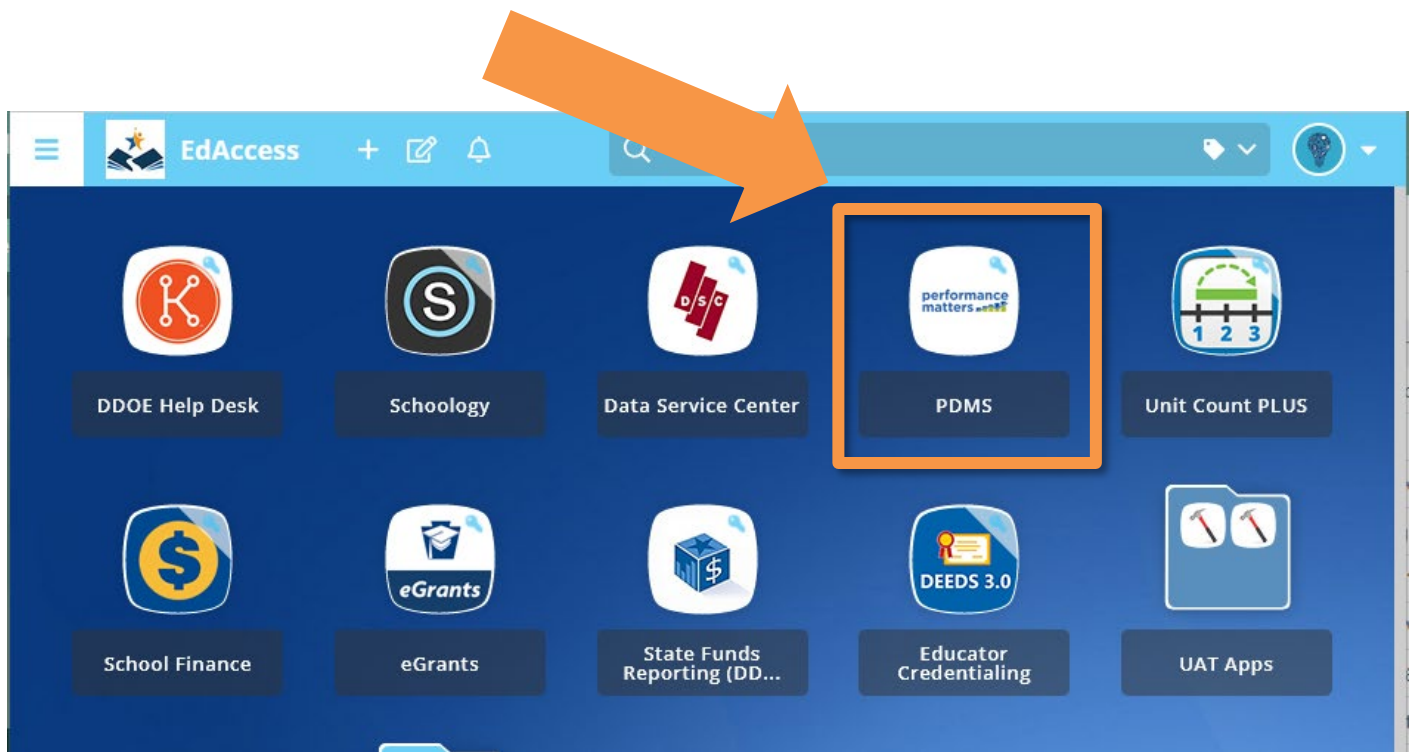 EdAccess
K
S
D/S/C
performance
matters
1 2 3
DDOE Help Desk
Schoology
Data Service Center
PDMS
Unit Count PLUS
$
eGrants
$
DEEDS 3.0
School Finance
eGrants
State Funds
Reporting (DD...
Educator
Credentialing
UAT Apps